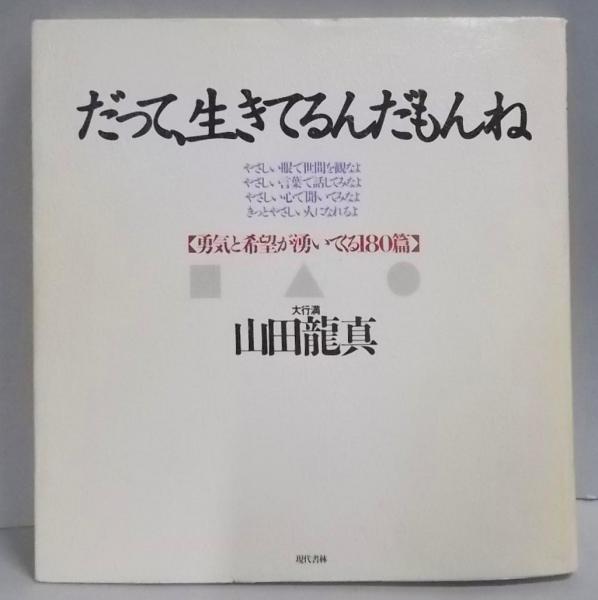 だって、生きてるんだもんね
やさしい眼で世間を観なよ
やさしい言葉で話してみなよ
やさしい心で聞いてみなよ
きっとやさしい人になれるよ
【勇気と希望が湧いてくる180篇】
大行満
山田龍真
現代書林